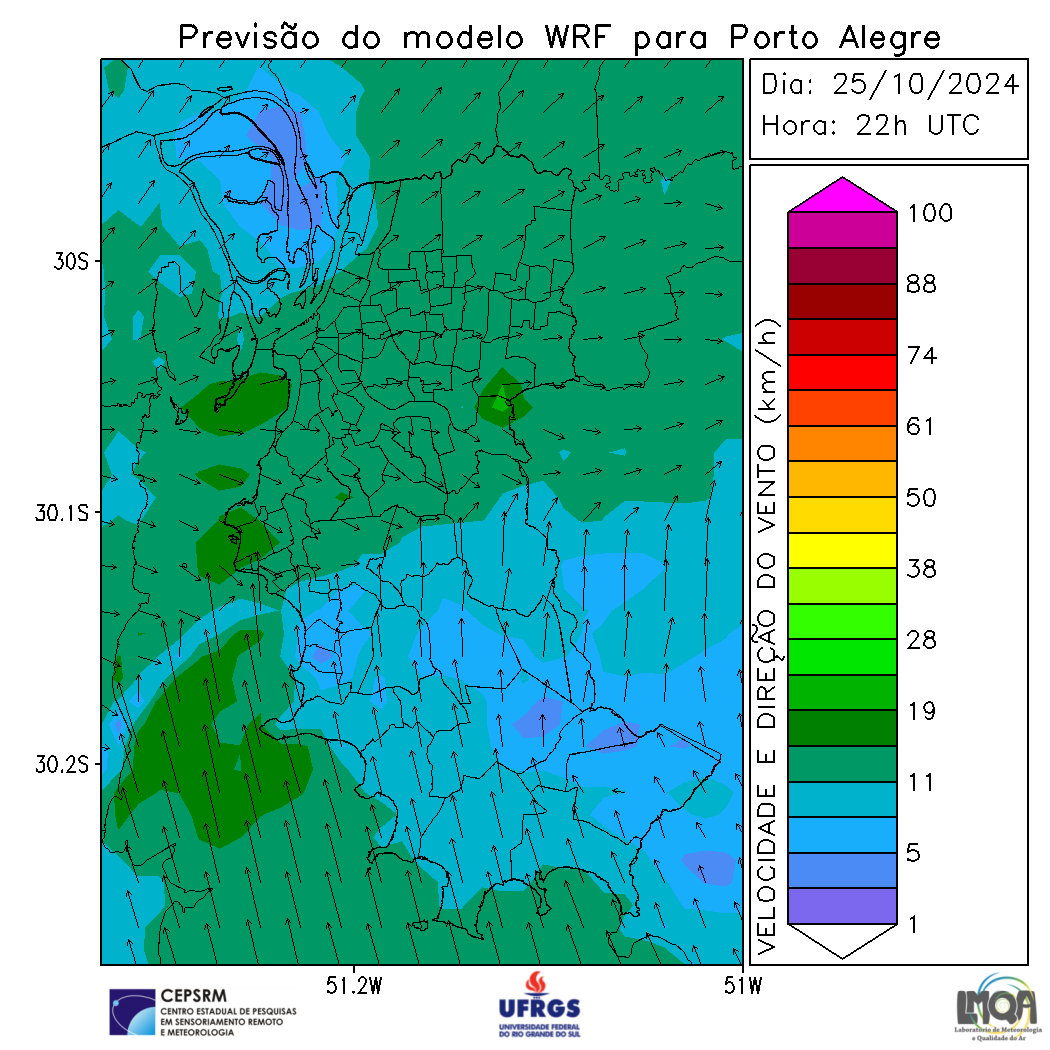 Previsão do modelo WRF para Porto Alegre
Dia: 25/10/2024
Hora: 22h UTC
30S
30.1S
30.2S
51.2W
51W
VELOCIDADE E DIREÇÃO DO VENTO (km/h)
100
88
74
61
50
38
28
19
11
5
1
CEPSRM
CENTRO ESTADUAL DE PESQUISAS
EM SENSORIAMENTO REMOTO
E METEOROLOGIA
UFRGS
UNIVERSIDADE FEDERAL
DO RIO GRANDE DO SUL
LMQA
Laboratório de Meteorologia
e Qualidade do Ar